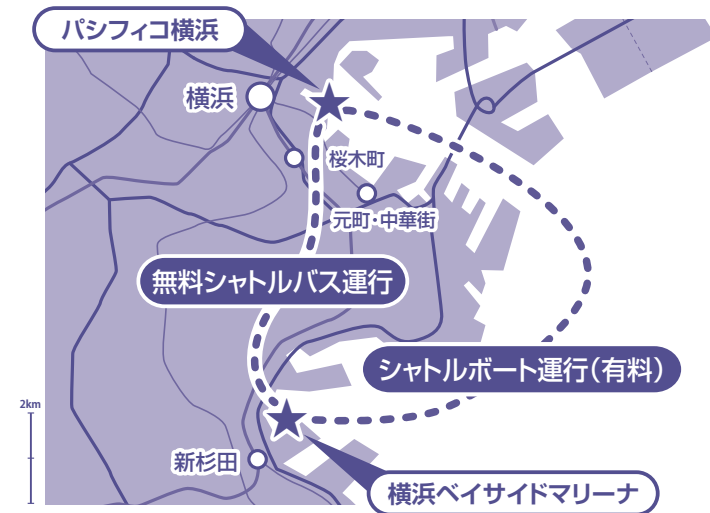 パシフィコ横浜
横浜
桜木町
元町・中華街
無料シャトルバス運行
シャトルボート運行(有料)
2km
新杉田
横浜ベイサイドマリーナ